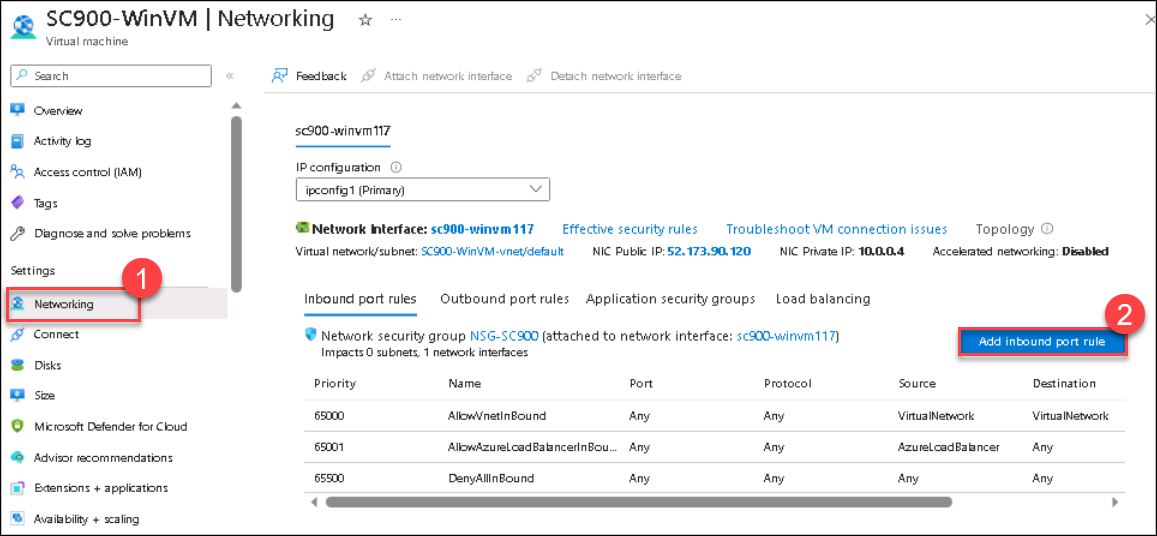 SC900-WinVM | Networking
Virtual machine
Search
Feedback Attach network interface Detach network interface
Overview
Activity log
Access control (IAM)
Tags
Diagnose and solve problems
Settings
1
Networking
Connect
Disks
Size
Microsoft Defender for Cloud
Advisor recommendations
Extensions + applications
Availability + scaling
sc900-winvm117
IP configuration
ipconfig1 (Primary)
Network Interface: sc900-winvm117 Effective security rules Troubleshoot VM connection issues Topology
Virtual network/subnet: SC900-WinVM-vnet/default NIC Public IP: 52.173.90.120 NIC Private IP: 10.0.0.4 Accelerated networking: Disabled
Inbound port rules Outbound port rules Application security groups Load balancing
2
Network security group NSG-SC900 (attached to network interface: sc900-winvm117)
Impacts 0 subnets, 1 network interfaces
Add inbound port rule
Priority Name Port Protocol Source Destination
65000 AllowVnetInBound Any Any VirtualNetwork VirtualNetwork
65001 AllowAzureLoadBalancerInBou... Any Any AzureLoadBalancer Any
65500 DenyAllInBound Any Any Any Any